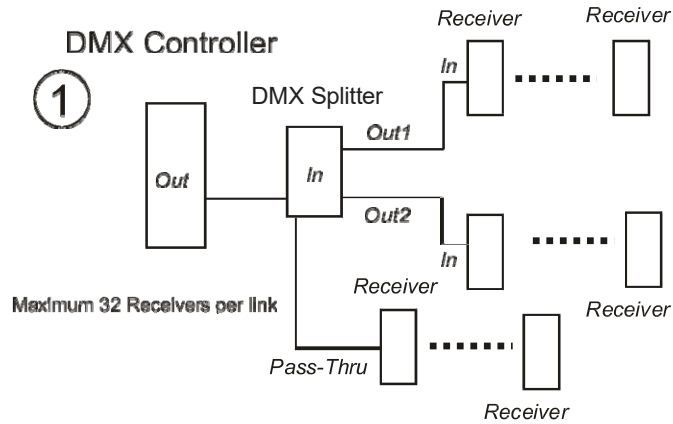 Receiver
Receiver
DMX Controller
In
1
DMX Splitter
Out1
Out
In
Out2
In
Receiver
Maximum 32 Receivers per link
Receiver
Pass-Thru
Receiver